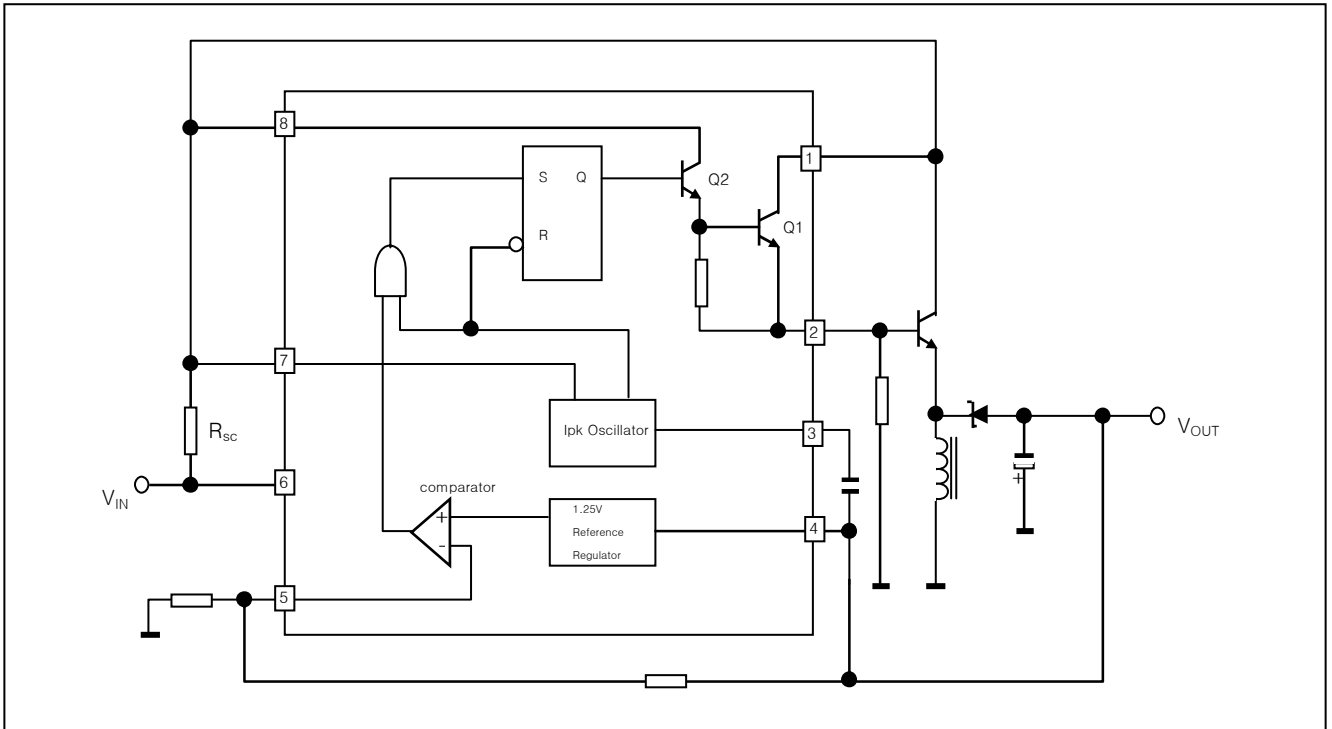 8
1
S Q
Q2
R
Q1
2
7
Ipk Oscillator
3
Rsc
6
VIN
VOUT
comparator
+
+
-
1.25V
Reference
Regulator
4
5